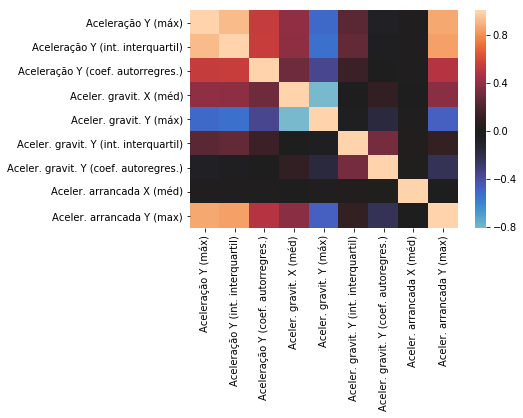 Aceleração Y (máx)
Aceleração Y (int. interquartil)
Aceleração Y (coef. autorregres.)
Aceler. gravit. X (méd)
Aceler. gravit. Y (máx)
Aceler. gravit. Y (int. interquartil)
Aceler. gravit. Y (coef. autorregres.)
Aceler. arrancada X (méd)
Aceler. arrancada Y (max)
0.8
0.4
0.0
−0.4
−0.8
Aceleração Y (máx)
Aceleração Y (int. interquartil)
Aceleração Y (coef. autorregres.)
Aceler. gravit. X (méd)
Aceler. gravit. Y (máx)
Aceler. gravit. Y (int. interquartil)
Aceler. gravit. Y (coef. autorregres.)
Aceler. arrancada X (méd)
Aceler. arrancada Y (max)